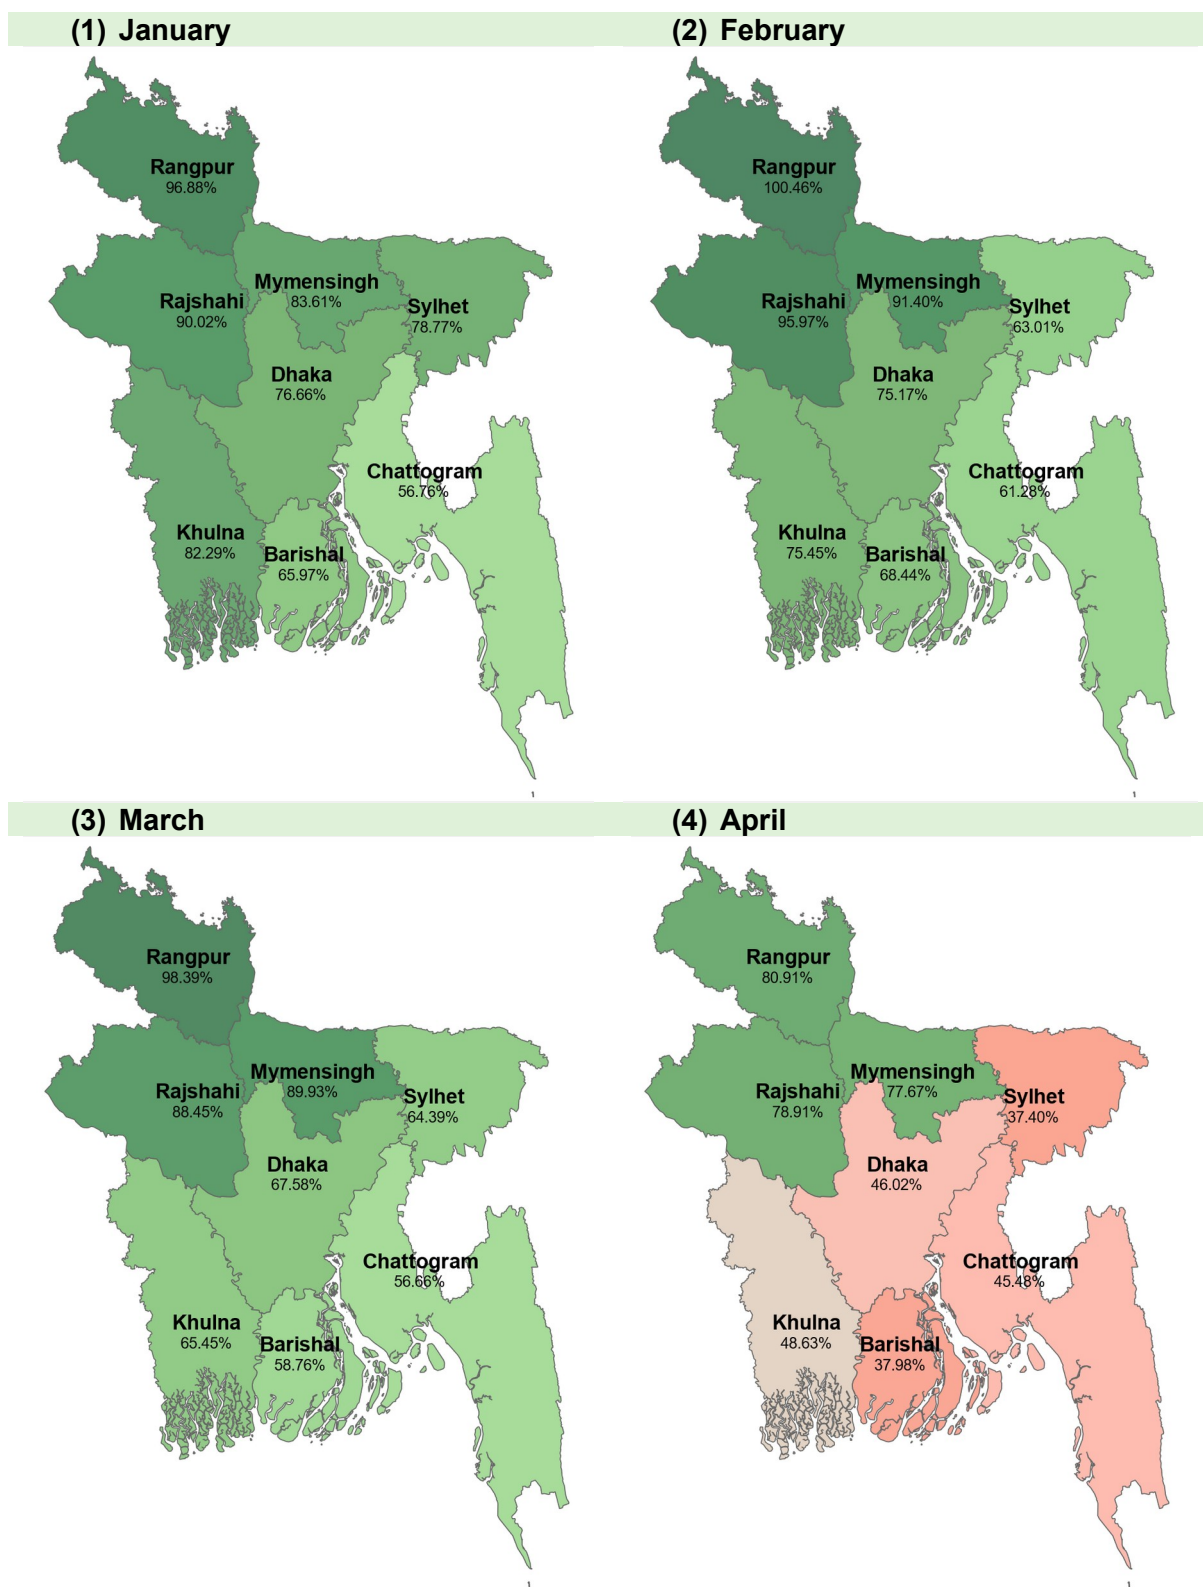 (1) January
Rangpur
96.88%
Mymensingh
83.61%
Rajshahi
90.02%
Sylhet
78.77%
Dhaka
76.66%
Chattogram
56.76%
Khulna
82.29%
Barishal
65.97%
(2) February
Rangpur
100.46%
Mymensingh
91.40%
Rajshahi
95.97%
Sylhet
63.01%
Dhaka
75.17%
Chattogram
61.28%
Khulna
75.45%
Barishal
68.44%
(3) March
Rangpur
98.39%
Mymensingh
89.93%
Rajshahi
88.45%
Sylhet
64.39%
Dhaka
67.58%
Chattogram
56.66%
Khulna
65.45%
Barishal
58.76%
(4) April
Rangpur
80.91%
Mymensingh
77.67%
Rajshahi
78.91%
Sylhet
37.40%
Dhaka
46.02%
Chattogram
45.48%
Khulna
48.63%
Barishal
37.98%